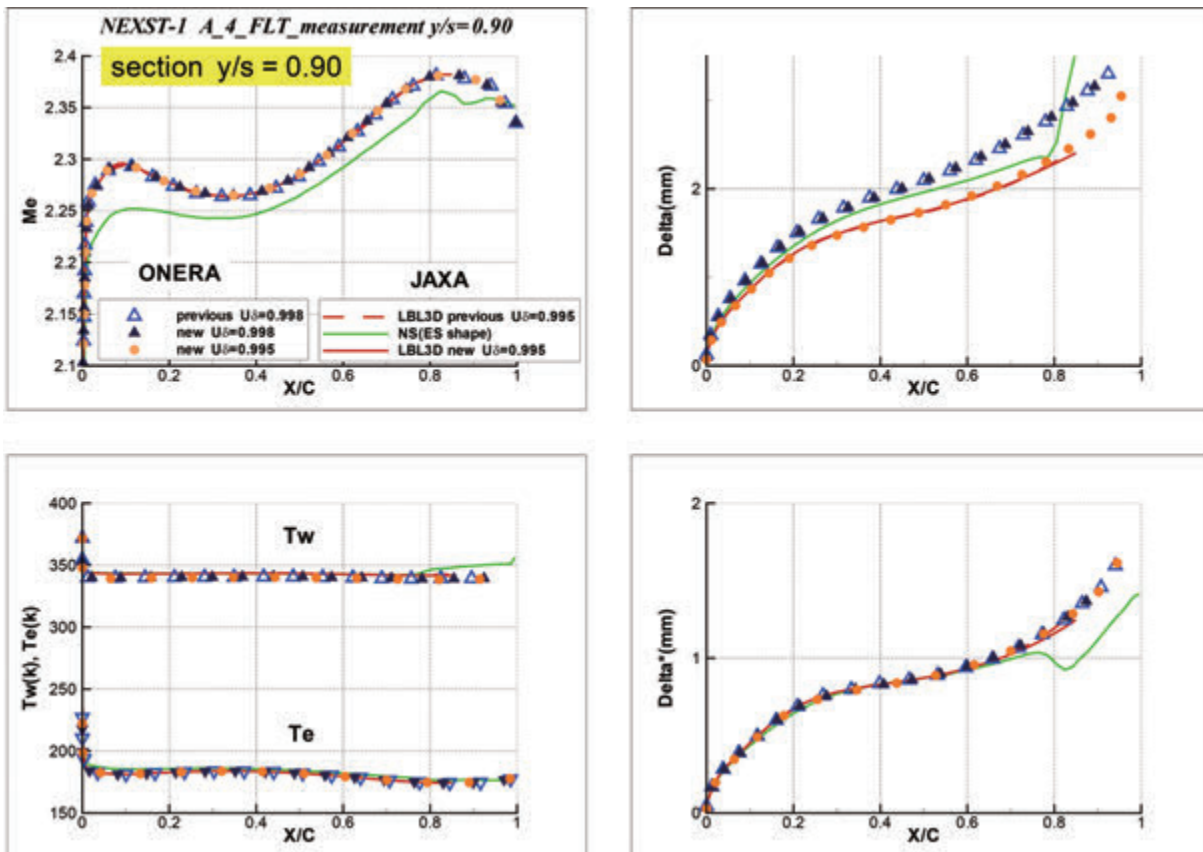 NEXST-1 A_4_FLT_measurement y/s=0.90
section y/s = 0.90
2.4
2.35
2.3
2.25
2.2
2.15
2.1
Me
ONERA
JAXA
previous Uδ=0.998
new Uδ=0.998
new Uδ=0.995
LBL3D previous Uδ=0.995
NS(ES shape)
LBL3D new Uδ=0.995
0 0.2 0.4 0.6 0.8 1
X/C
2
0
Delta(mm)
0 0.2 0.4 0.6 0.8 1
X/C
400
350
300
250
200
150
Tw(k), Te(k)
Tw
Te
0 0.2 0.4 0.6 0.8 1
X/C
2
1
0
Delta*(mm)
0 0.2 0.4 0.6 0.8 1
X/C